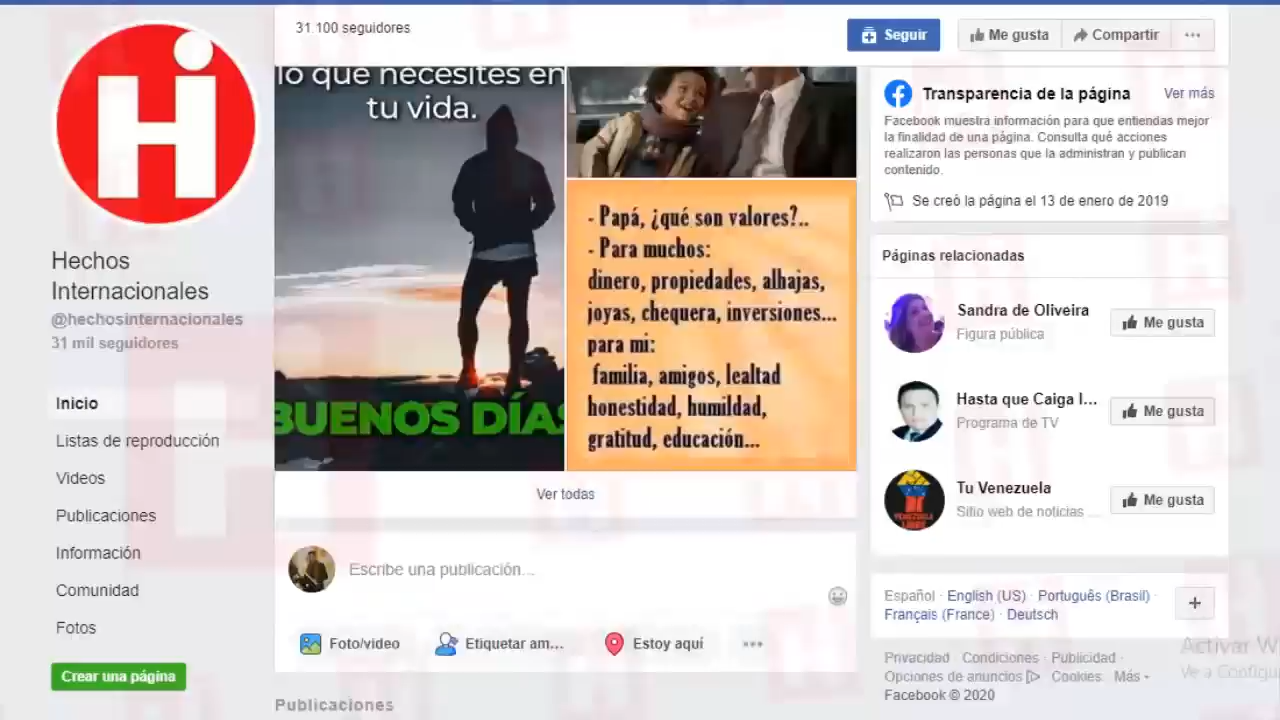 31.100 seguidores
Seguir
Me gusta
Compartir
Hi
Hechos
Internacionales
@hechosinternacionales
31 mil seguidores
Inicio
Listas de reproducción
Videos
Publicaciones
Información
Comunidad
Fotos
Crear una página
lo que necesites en
tu vida.
BUENOS DÍAS
- Papá, ¿qué son valores?..
- Para muchos:
dinero, propiedades, alhajas,
joyas, chequera, inversiones...
para mi:
familia, amigos, lealtad
honestidad, humildad,
gratitud, educación...
Ver todas
Escribe una publicación...
Foto/video
Etiquetar am...
Estoy aquí
Publicaciones
Transparencia de la página
Ver más
Facebook muestra información para que entiendas mejor
la finalidad de una página. Consulta qué acciones
realizaron las personas que la administran y publican
contenido.
Se creó la página el 13 de enero de 2019
Páginas relacionadas
Sandra de Oliveira
Figura pública
Me gusta
Hasta que Caiga l...
Programa de TV
Me gusta
Tu Venezuela
Sitio web de noticias ...
Me gusta
Español · English (US) · Português (Brasil) ·
Français (France) · Deutsch
Privacidad · Condiciones · Publicidad ·
Opciones de anuncios · Cookies · Más
Facebook © 2020
Activar W
Ve a Configu